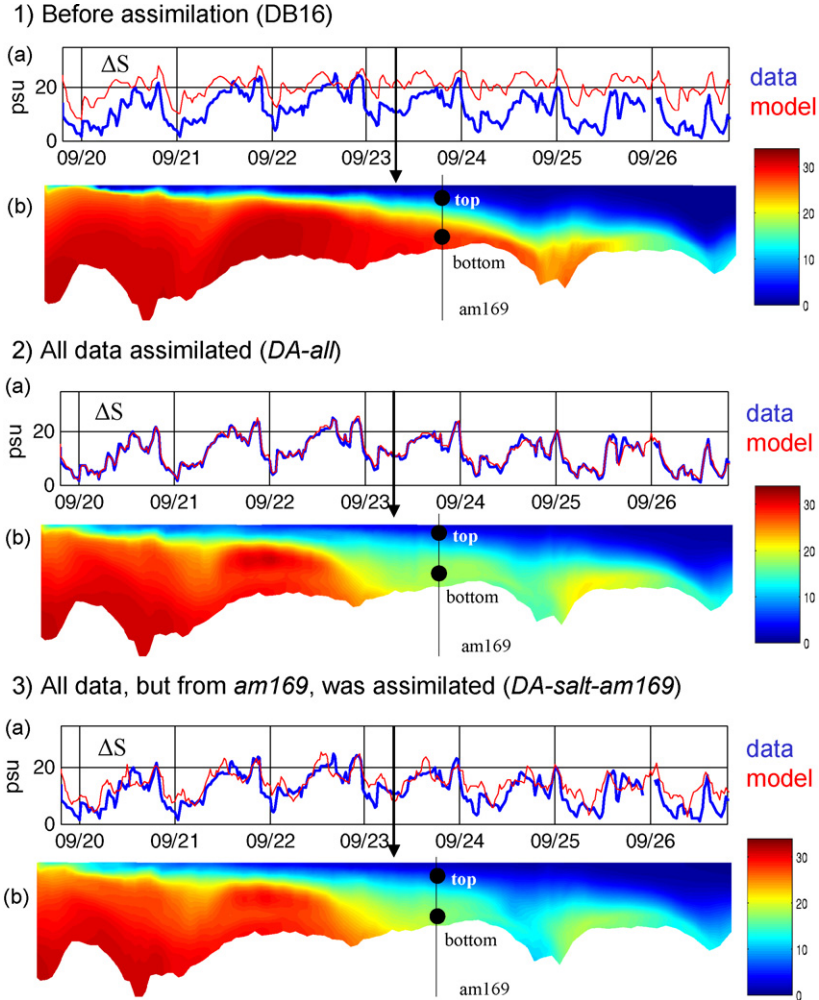 1) Before assimilation (DB16)
(a)
ΔS
psu
20
0
09/20 09/21 09/22 09/23 09/24 09/25 09/26
data
model
(b)
top
bottom
am169
30
20
10
0
2) All data assimilated (DA-all)
(a)
ΔS
psu
20
0
09/20 09/21 09/22 09/23 09/24 09/25 09/26
data
model
(b)
top
bottom
am169
30
20
10
0
3) All data, but from am169, was assimilated (DA-salt-am169)
(a)
ΔS
psu
20
0
09/20 09/21 09/22 09/23 09/24 09/25 09/26
data
model
(b)
top
bottom
am169
30
20
10
0